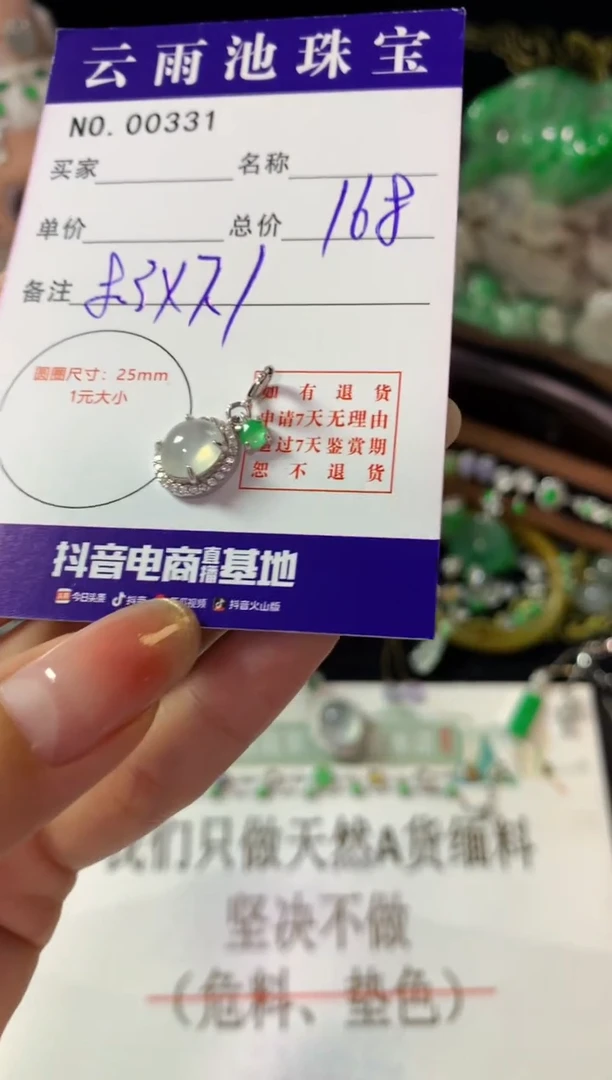 云雨池珠宝
NO. 00331
买家
名称
单价
总价 168
备注
圆圈尺寸：25mm
1元大小
如有退货
申请7天无理由
过7天鉴赏期
恕不退货
抖音电商直播基地
今日头条 抖音 视频 抖音火山版
我们只做天然A货缅料
坚决不做
（危料、垫色）